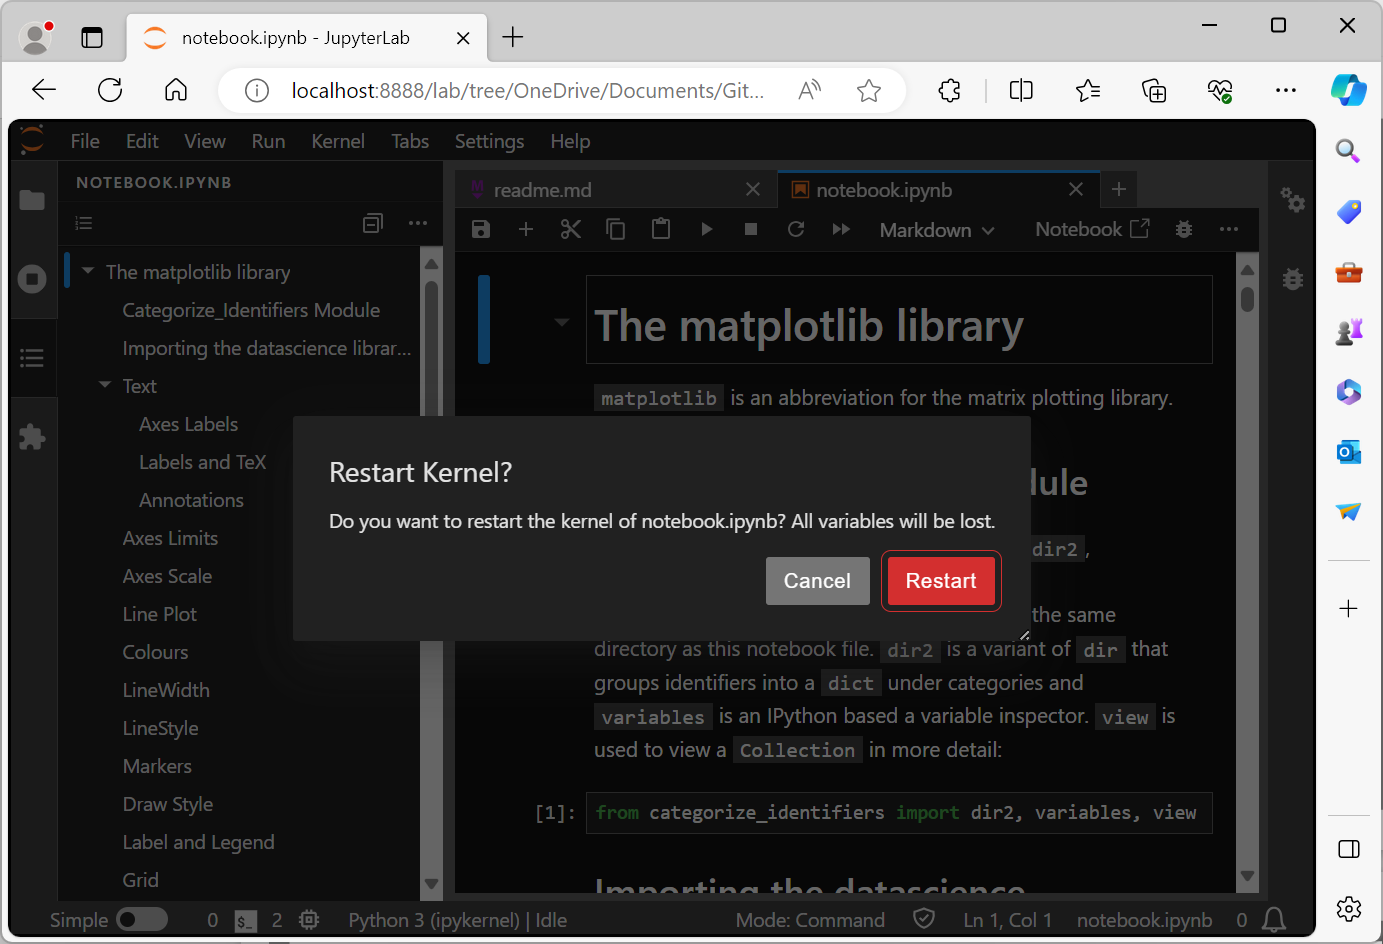 notebook.ipynb - JupyterLab
localhost:8888/lab/tree/OneDrive/Documents/Git...
File Edit View Run Kernel Tabs Settings Help
NOTEBOOK.IPYNB
The matplotlib library
Categorize_Identifiers Module
Importing the datascience librar...
Text
Axes Labels
Labels and TeX
Annotations
Axes Limits
Axes Scale
Line Plot
Colours
LineWidth
LineStyle
Markers
Draw Style
Label and Legend
Grid
readme.md
notebook.ipynb
Markdown
Notebook
The matplotlib library
matplotlib is an abbreviation for the matrix plotting library.
dule
dir2,
the same
directory as this notebook file. dir2 is a variant of dir that
groups identifiers into a dict under categories and
variables is an IPython based a variable inspector. view is
used to view a Collection in more detail:
[1]: from categorize_identifiers import dir2, variables, view
Importing the datascience
Restart Kernel?
Do you want to restart the kernel of notebook.ipynb? All variables will be lost.
Cancel Restart
Simple 0 $_ 2 Python 3 (ipykernel) | Idle Mode: Command Ln 1, Col 1 notebook.ipynb 0